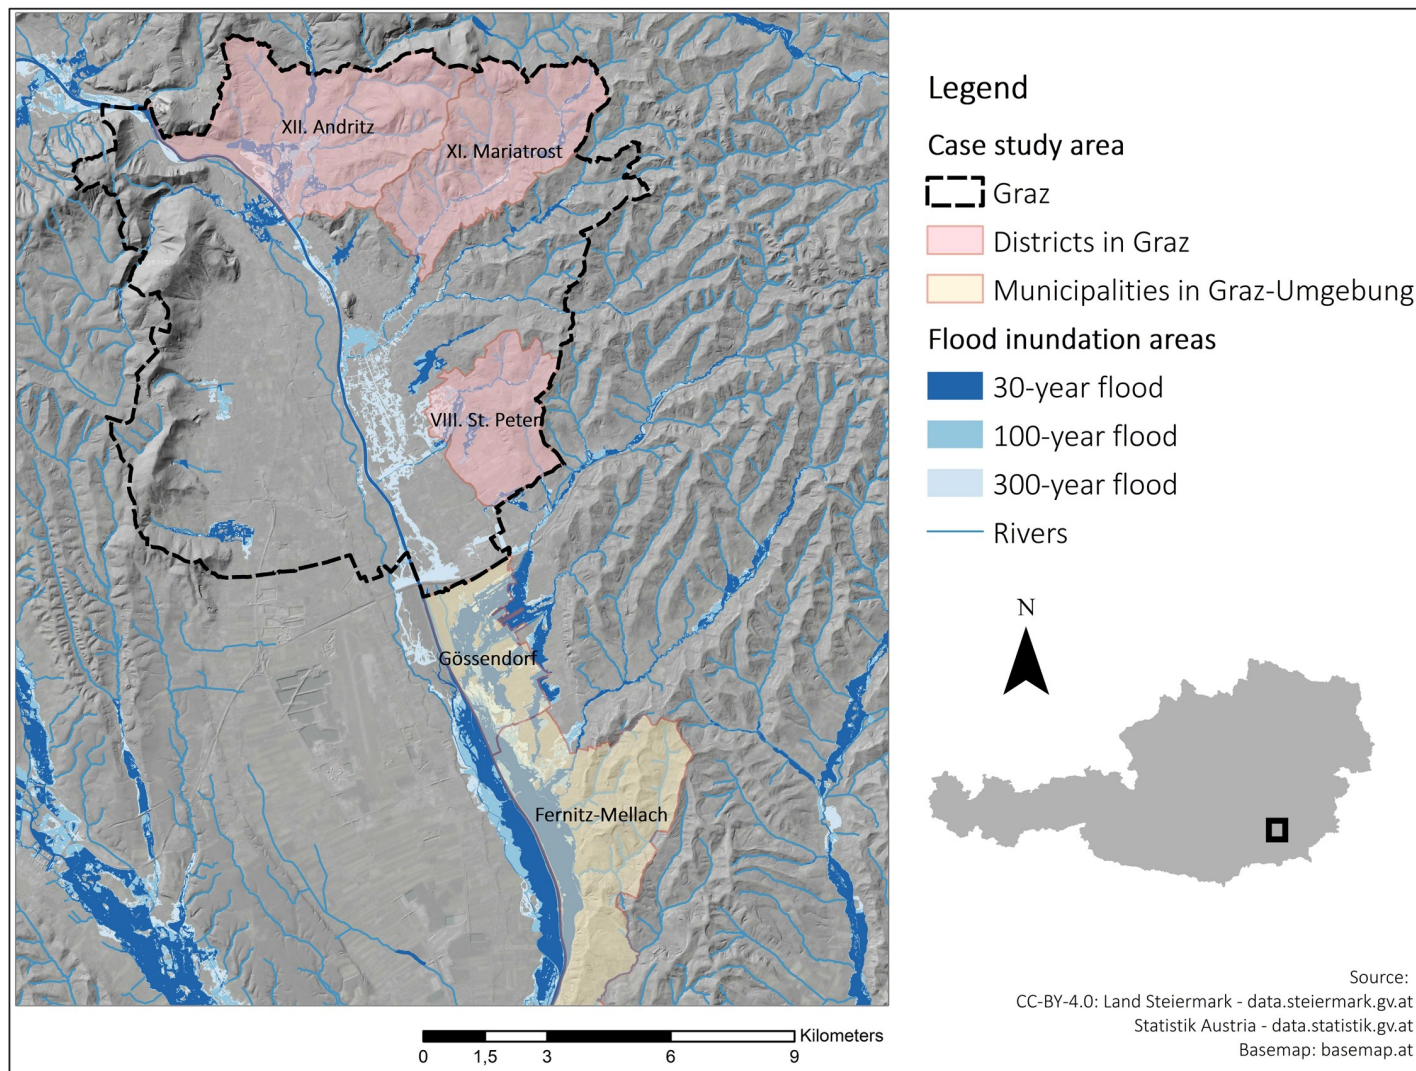 XII. Andritz
XI. Mariatrost
VIII. St. Peter
Gössendorf
Fernitz-Mellach
Legend
Case study area
Graz
Districts in Graz
Municipalities in Graz-Umgebung
Flood inundation areas
30-year flood
100-year flood
300-year flood
Rivers
N
Source:
CC-BY-4.0: Land Steiermark - data.steiermark.gv.at
Statistik Austria - data.statistik.gv.at
Basemap: basemap.at
Kilometers
0 1,5 3 6 9